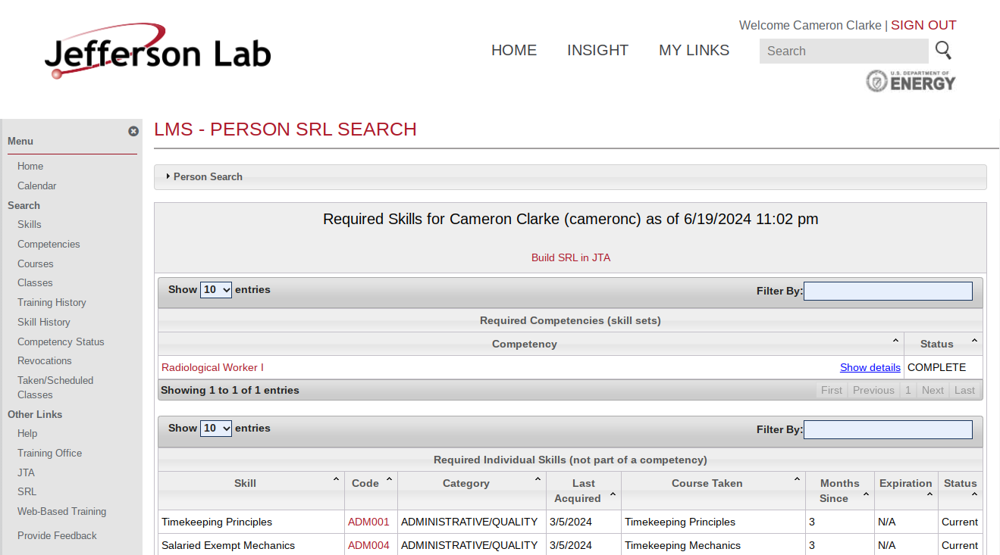 Welcome Cameron Clarke | SIGN OUT
Jefferson Lab
HOME INSIGHT MY LINKS Search
U.S. DEPARTMENT OF
ENERGY
Menu
Home
Calendar
Search
Skills
Competencies
Courses
Classes
Training History
Skill History
Competency Status
Revocations
Taken/Scheduled
Classes
Other Links
Help
Training Office
JTA
SRL
Web-Based Training
Provide Feedback
LMS - PERSON SRL SEARCH
Person Search
Required Skills for Cameron Clarke (cameronc) as of 6/19/2024 11:02 pm
Build SRL in JTA
Show 10 entries Filter By:
Required Competencies (skill sets)
Competency Status
Radiological Worker I Show details COMPLETE
Showing 1 to 1 of 1 entries First Previous 1 Next Last
Show 10 entries Filter By:
Required Individual Skills (not part of a competency)
Skill Code Category Last Acquired Course Taken Months Since Expiration Status
Timekeeping Principles ADM001 ADMINISTRATIVE/QUALITY 3/5/2024 Timekeeping Principles 3 N/A Current
Salaried Exempt Mechanics ADM004 ADMINISTRATIVE/QUALITY 3/5/2024 Timekeeping Mechanics 3 N/A Current